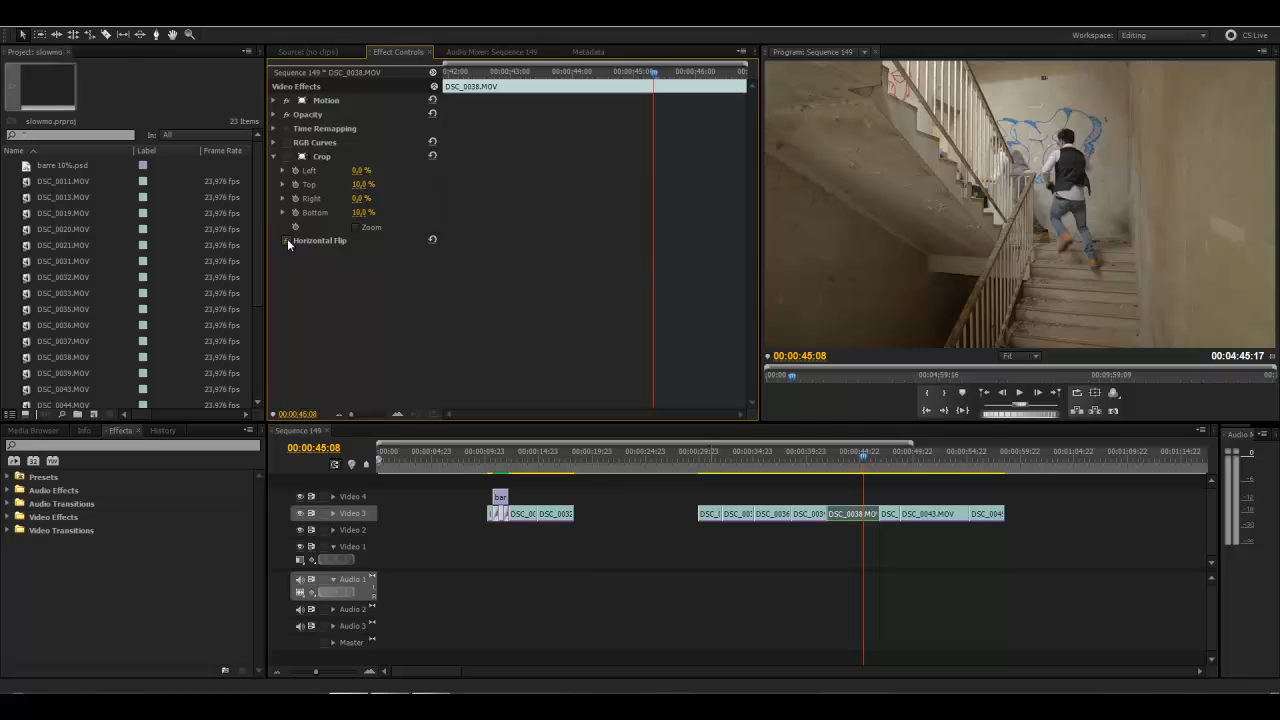 Workspace: Editing CS Live
Project: slowmo
slowmo.prproj
23 Items
In: All
Name Label Frame Rate
barre 10%.psd
DSC_0011.MOV 23,976 fps
DSC_0013.MOV 23,976 fps
DSC_0019.MOV 23,976 fps
DSC_0020.MOV 23,976 fps
DSC_0021.MOV 23,976 fps
DSC_0031.MOV 23,976 fps
DSC_0032.MOV 23,976 fps
DSC_0033.MOV 23,976 fps
DSC_0035.MOV 23,976 fps
DSC_0036.MOV 23,976 fps
DSC_0037.MOV 23,976 fps
DSC_0038.MOV 23,976 fps
DSC_0039.MOV 23,976 fps
DSC_0043.MOV 23,976 fps
DSC_0044.MOV 23,976 fps
Source: (no clips) Effect Controls Audio Mixer: Sequence 149 Metadata
Sequence 149 * DSC_0038.MOV
0;42:00 00:00:43:00 00:00:44:00 00:00:45:00 00:00:46:00 00:
Video Effects
DSC_0038.MOV
Motion
Opacity
Time Remapping
RGB Curves
Crop
Left 0,0 %
Top 10,0 %
Right 0,0 %
Bottom 10,0 %
Zoom
Horizontal Flip
00:00:45:08
Program: Sequence 149
00:00:45:08 Fit 00:04:45:17
;00:00 00:04:59:16 00:09:59:09 00:
Media Browser Info Effects History
Presets
Audio Effects
Audio Transitions
Video Effects
Video Transitions
Sequence 149
00:00:45:08
:00:00 00:00:04:23 00:00:09:23 00:00:14:23 00:00:19:23 00:00:24:23 00:00:29:23 00:00:34:23 00:00:39:23 00:00:44:22 00:00:49:22 00:00:54:22 00:00:59:22 00:01:04:22 00:01:09:22 00:01:14:22
Video 4 bar
Video 3 DSC_00 DSC_0032 DSC_0036 DSC_0038.MOV DSC_ DSC_0043.MOV
Video 2
Video 1
Audio 1
Audio 2
Audio 3
Master
Audio M
0